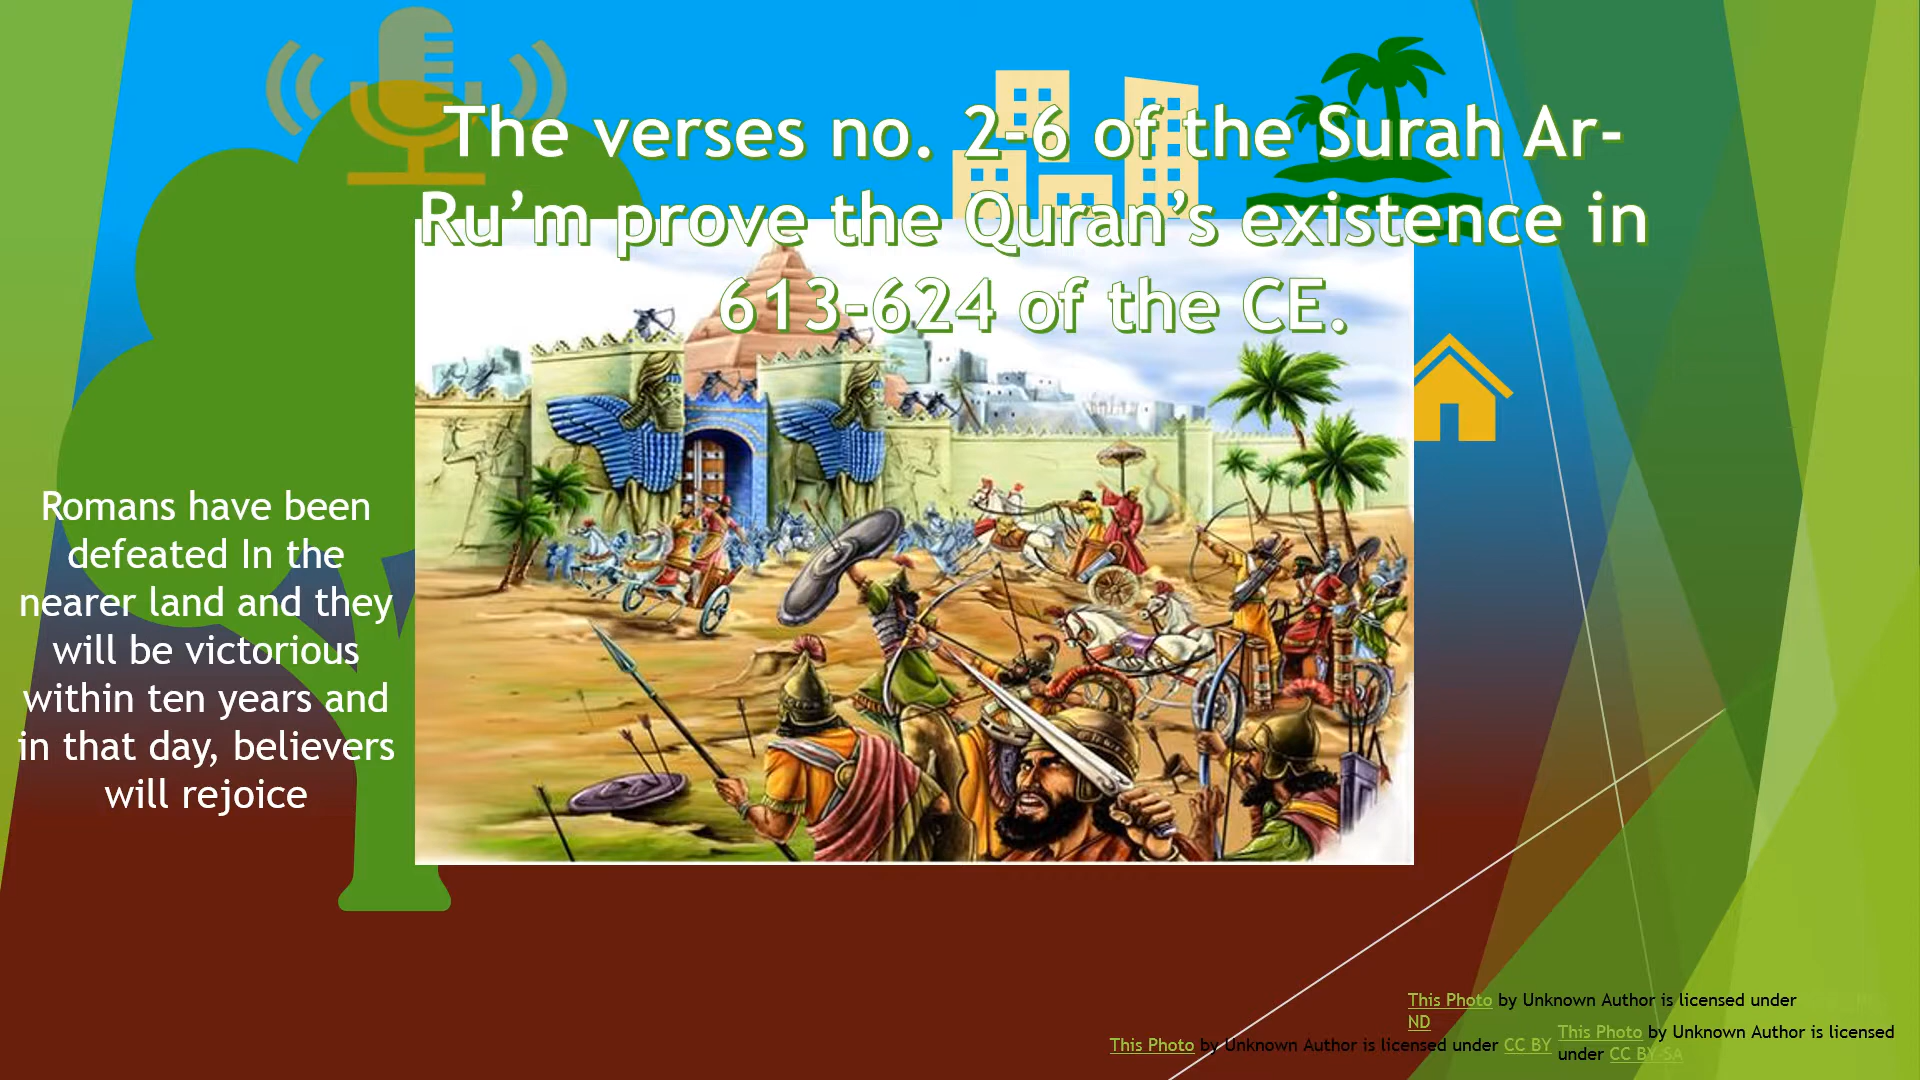 The verses no. 2-6 of the Surah Ar-
Ru’m prove the Quran’s existence in
613-624 of the CE.
Romans have been
defeated In the
nearer land and they
will be victorious
within ten years and
in that day, believers
will rejoice
This Photo by Unknown Author is licensed under
ND
This Photo by Unknown Author is licensed under CC BY
This Photo by Unknown Author is licensed
under CC BY-SA